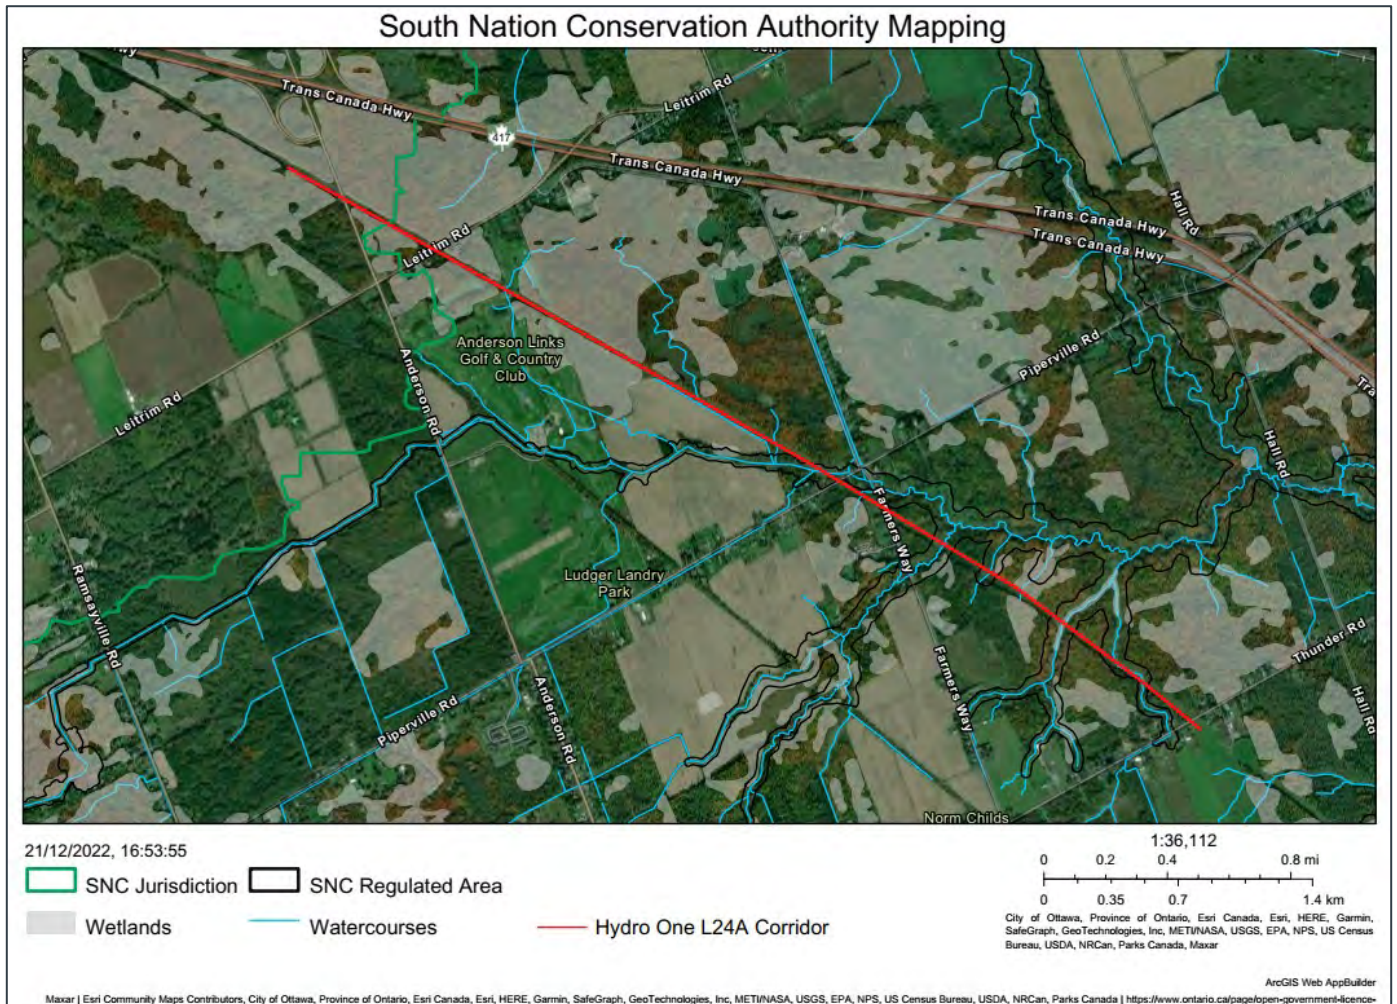 South Nation Conservation Authority Mapping
Hwy
Trans Canada Hwy
417
Leitrim Rd
Trans Canada Hwy
Hall Rd
Trans Canada Hwy
Trans Canada Hwy
Leitrim Rd
Anderson Links
Golf & Country
Club
Piperville Rd
Anderson Rd
Leitrim Rd
Hall Rd
Farmers Way
Ludger Landry
Park
Ramsayville Rd
Thunder Rd
Farmers Way
Anderson Rd
Piperville Rd
Hall Rd
Norm Childs
21/12/2022, 16:53:55
SNC Jurisdiction
SNC Regulated Area
Wetlands
Watercourses
Hydro One L24A Corridor
1:36,112
0 0.2 0.4 0.8 mi
0 0.35 0.7 1.4 km
City of Ottawa, Province of Ontario, Esri Canada, Esri, HERE, Garmin,
SafeGraph, GeoTechnologies, Inc, METI/NASA, USGS, EPA, NPS, US Census
Bureau, USDA, NRCan, Parks Canada, Maxar
ArcGIS Web AppBuilder
Maxar | Esri Community Maps Contributors, City of Ottawa, Province of Ontario, Esri Canada, Esri, HERE, Garmin, SafeGraph, GeoTechnologies, Inc, METI/NASA, USGS, EPA, NPS, US Census Bureau, USDA, NRCan, Parks Canada | https://www.ontario.ca/page/open-government-licence-